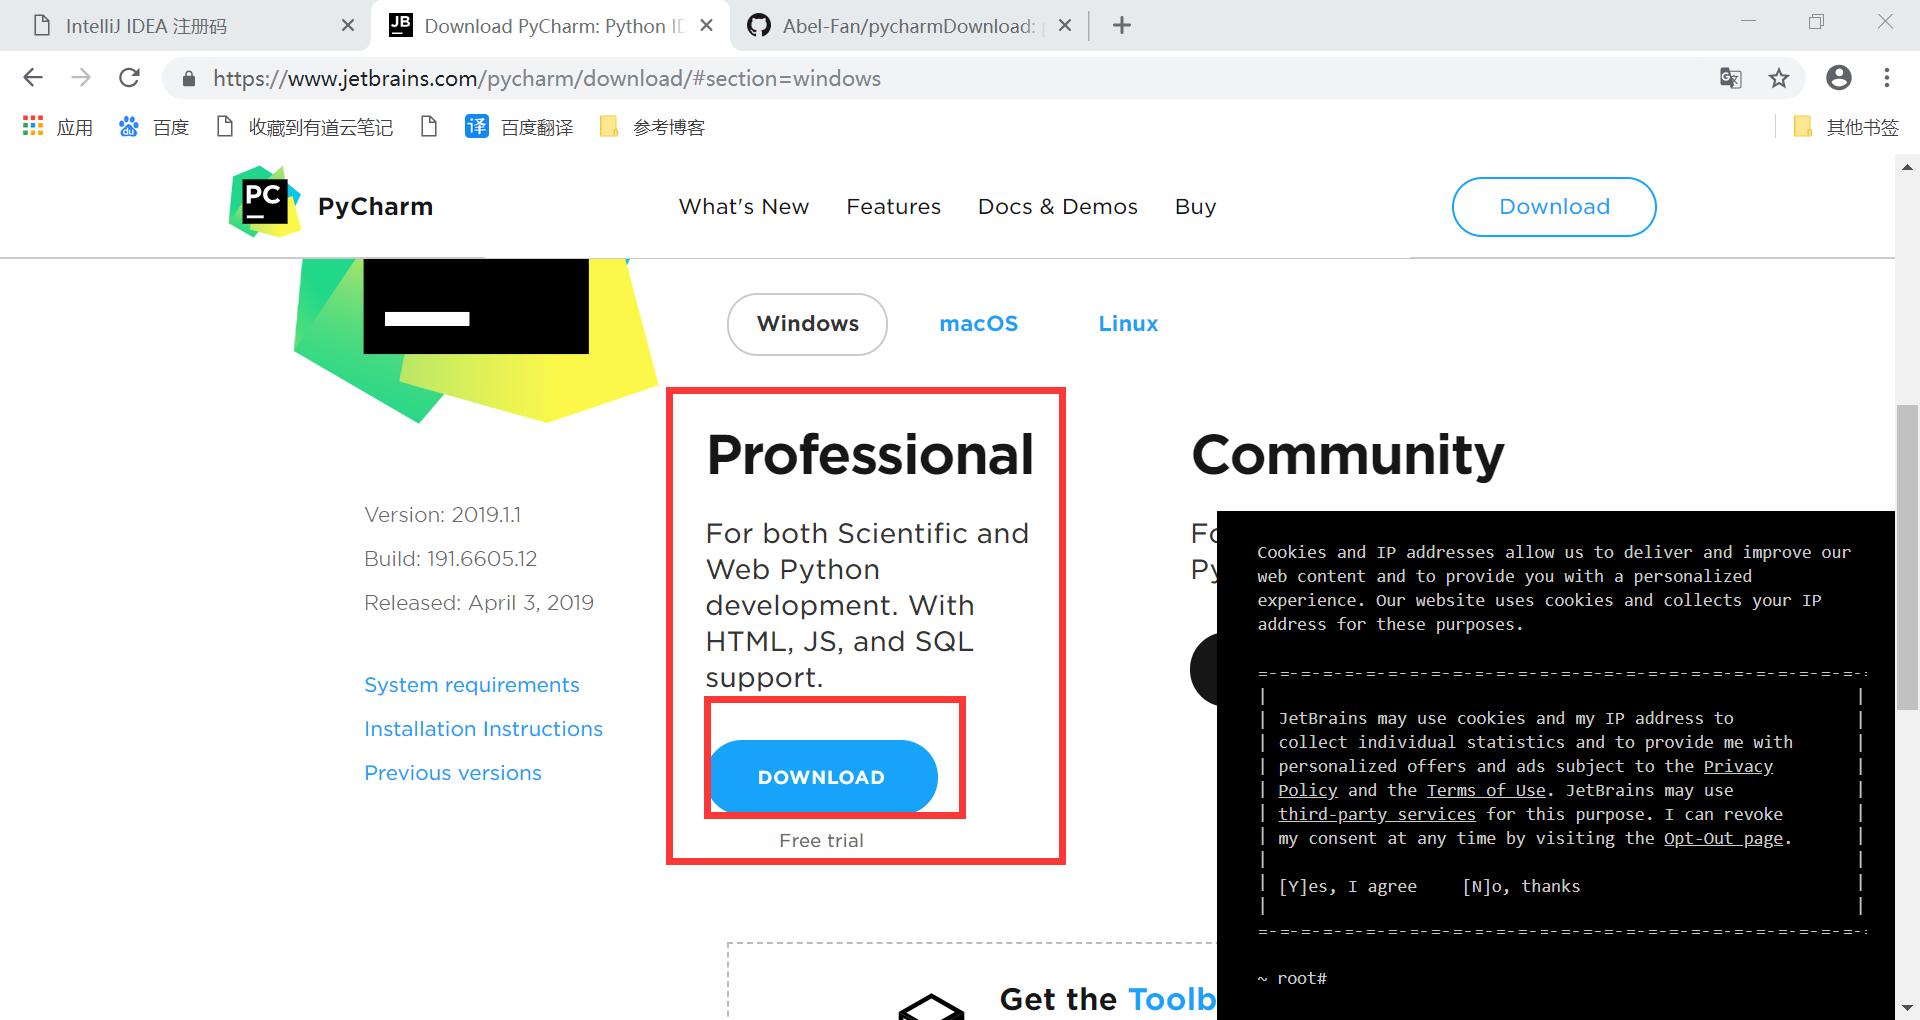 IntelliJ IDEA 注册码
Download PyCharm: Python ID
Abel-Fan/pycharmDownload:
https://www.jetbrains.com/pycharm/download/#section=windows
应用
百度
收藏到有道云笔记
译
百度翻译
参考博客
其他书签
PC
PyCharm
What's New
Features
Docs & Demos
Buy
Download
Windows
macOS
Linux
Professional
For both Scientific and
Web Python
development. With
HTML, JS, and SQL
support.
DOWNLOAD
Free trial
Community
Fo
Py
Version: 2019.1.1
Build: 191.6605.12
Released: April 3, 2019
System requirements
Installation Instructions
Previous versions
Cookies and IP addresses allow us to deliver and improve our
web content and to provide you with a personalized
experience. Our website uses cookies and collects your IP
address for these purposes.
JetBrains may use cookies and my IP address to
collect individual statistics and to provide me with
personalized offers and ads subject to the Privacy
Policy and the Terms of Use. JetBrains may use
third-party services for this purpose. I can revoke
my consent at any time by visiting the Opt-Out page.
[Y]es, I agree [N]o, thanks
~ root#
Get the Toolb